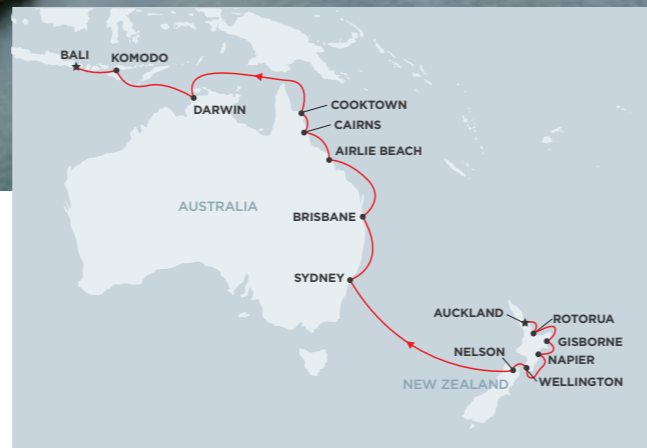 BALI
KOMODO
DARWIN
COOKTOWN
CAIRNS
AIRLIE BEACH
AUSTRALIA
BRISBANE
SYDNEY
AUCKLAND
ROTORUA
GISBORNE
NAPIER
NELSON
WELLINGTON
NEW ZEALAND